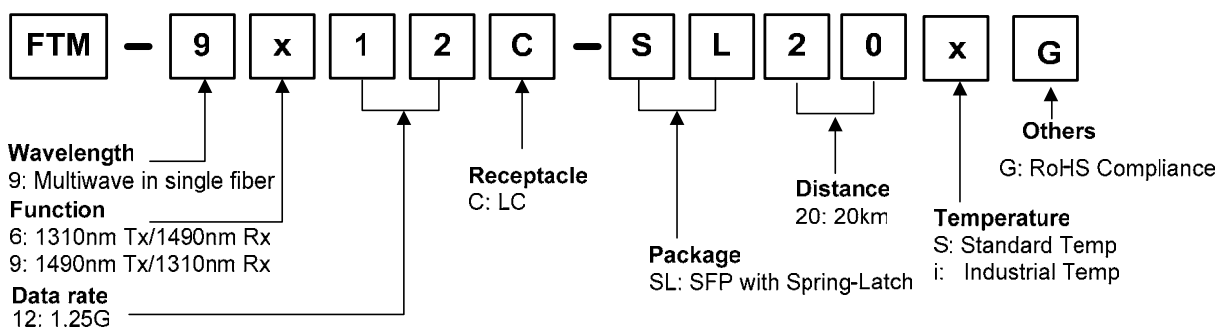 FTM - 9 x 1 2 C - S L 2 0 x G
Wavelength
9: Multiwave in single fiber
Function
6: 1310nm Tx/1490nm Rx
9: 1490nm Tx/1310nm Rx
Data rate
12: 1.25G
Receptacle
C: LC
Package
SL: SFP with Spring-Latch
Distance
20: 20km
Temperature
S: Standard Temp
i: Industrial Temp
Others
G: RoHS Compliance